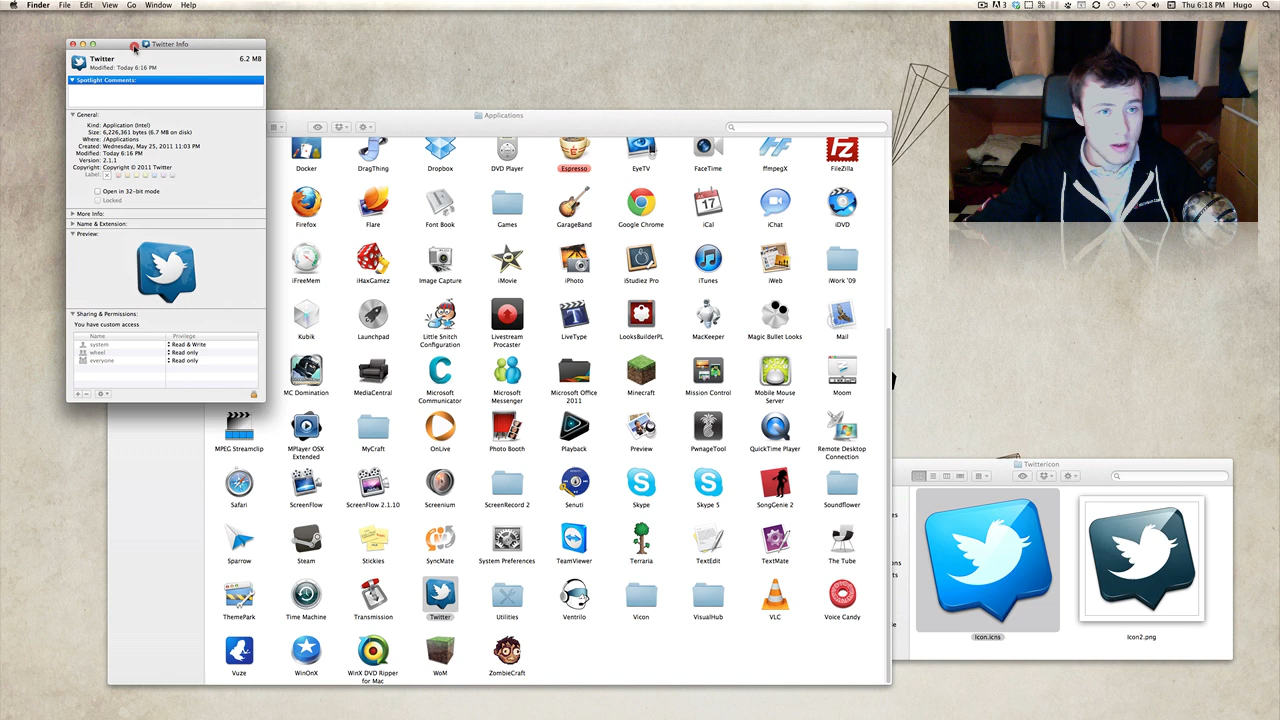 Finder File Edit View Go Window Help
3 Thu 6:18 PM Hugo
Twitter Info
Twitter 6.2 MB
Modified: Today 6:16 PM
Spotlight Comments:
General:
Kind: Application (Intel)
Size: 6,226,361 bytes (6.7 MB on disk)
Where: /Applications
Created: Wednesday, May 25, 2011 11:03 PM
Modified: Today 6:16 PM
Version: 2.1.1
Copyright: Copyright © 2011 Twitter
Label:
Open in 32-bit mode
Locked
More Info:
Name & Extension:
Preview:
Sharing & Permissions:
You have custom access
Name Privilege
system Read & Write
wheel Read only
everyone Read only
Applications
Docker DragThing Dropbox DVD Player Espresso EyeTV FaceTime ffmpegX FileZilla
Firefox Flare Font Book Games GarageBand Google Chrome iCal iChat iDVD
iFreeMem iHaxGamez Image Capture iMovie iPhoto iStudiez Pro iTunes iWeb iWork '09
Kubik Launchpad Little Snitch Configuration Livestream Procaster LiveType LooksBuilderPL MacKeeper Magic Bullet Looks Mail
MC Domination MediaCentral Microsoft Communicator Microsoft Messenger Microsoft Office 2011 Minecraft Mission Control Mobile Mouse Server Moom
MPEG Streamclip MPlayer OSX Extended MyCraft OnLive Photo Booth Playback Preview PwnageTool QuickTime Player Remote Desktop Connection
Safari ScreenFlow ScreenFlow 2.1.10 Screenium ScreenRecord 2 Senuti Skype Skype 5 SongGenie 2 Soundflower
Sparrow Steam Stickies SyncMate System Preferences TeamViewer Terraria TextEdit TextMate The Tube
ThemePark Time Machine Transmission Twitter Utilities Ventrilo Vicon VisualHub VLC Voice Candy
Vuze WinOnX WinX DVD Ripper for Mac WoM ZombieCraft
Twittericon
Icon.icns Icon2.png